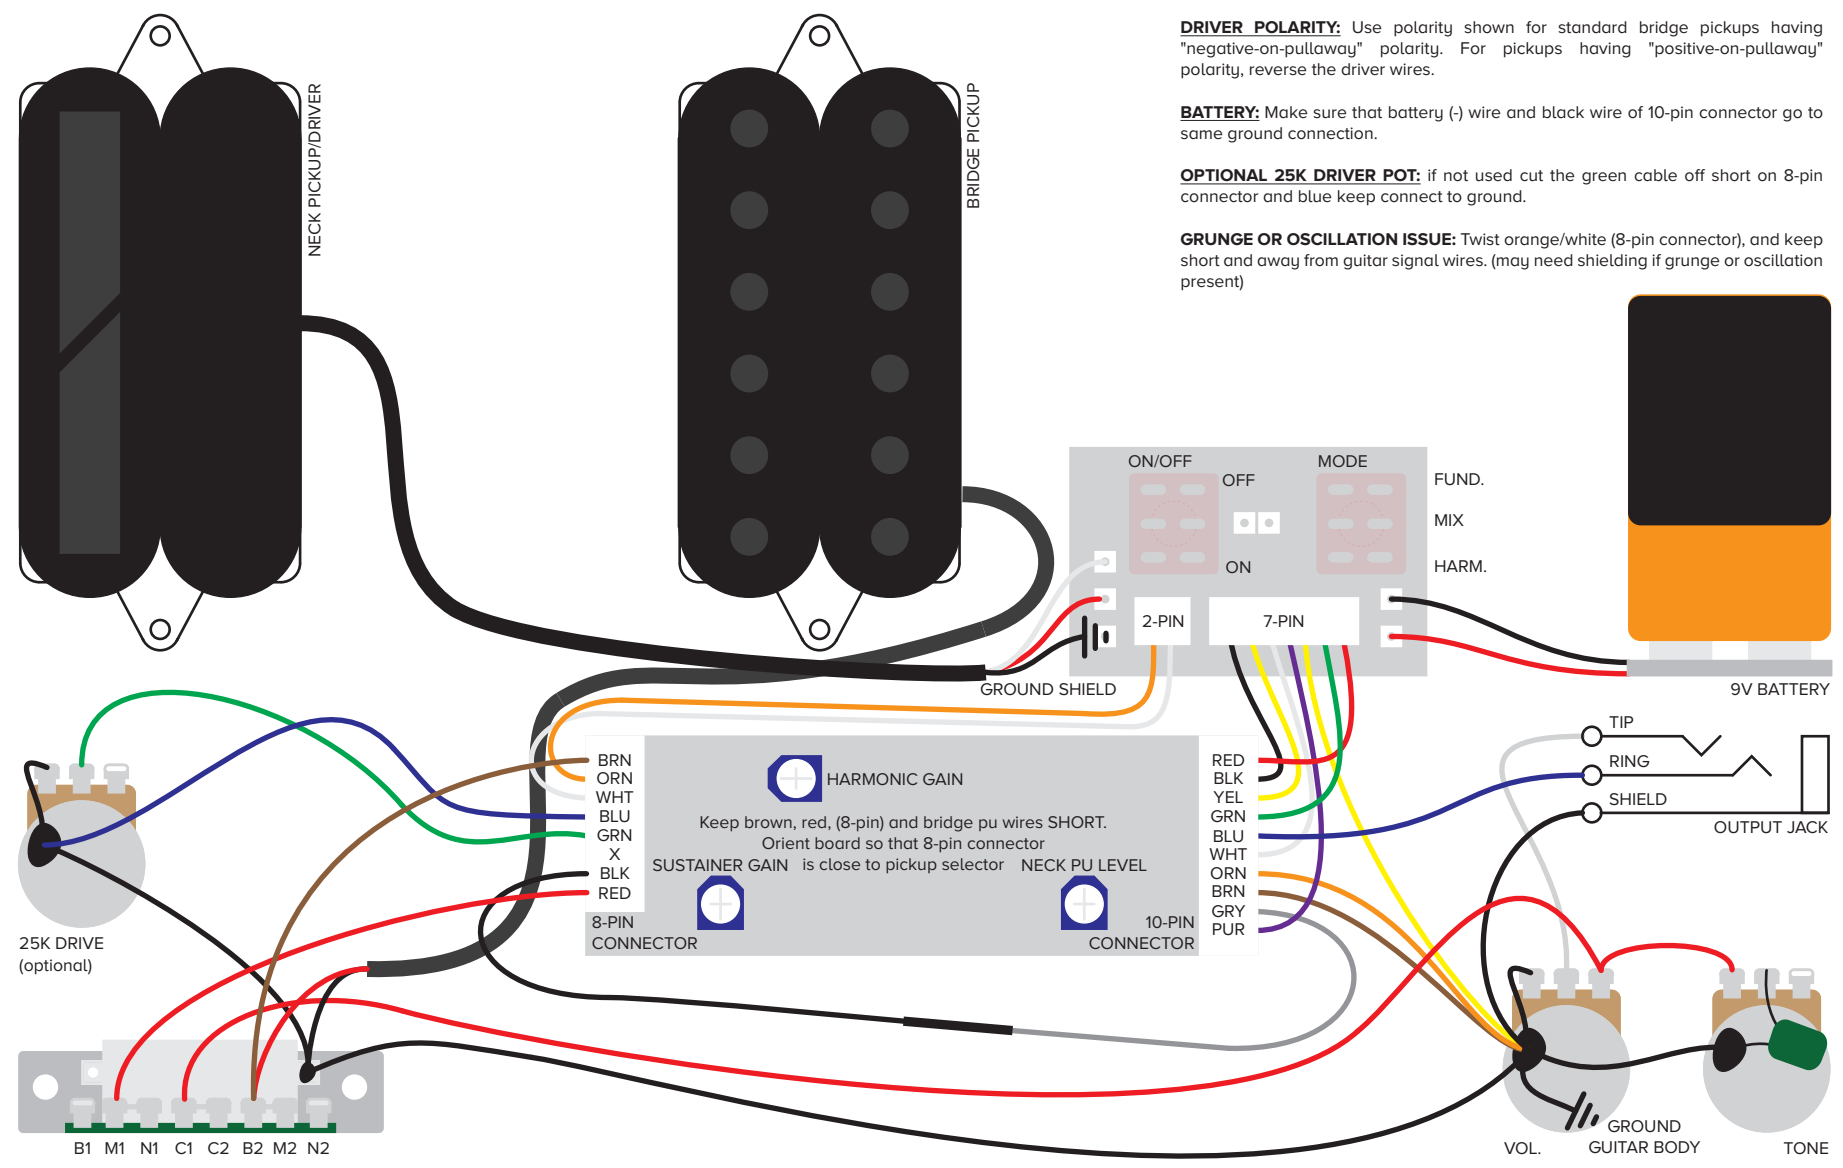 DRIVER POLARITY: Use polarity shown for standard bridge pickups having
"negative-on-pullaway" polarity. For pickups having "positive-on-pullaway"
polarity, reverse the driver wires.
BATTERY: Make sure that battery (-) wire and black wire of 10-pin connector go to
same ground connection.
OPTIONAL 25K DRIVER POT: if not used cut the green cable off short on 8-pin
connector and blue keep connect to ground.
GRUNGE OR OSCILLATION ISSUE: Twist orange/white (8-pin connector), and keep
short and away from guitar signal wires. (may need shielding if grunge or oscillation
present)
NECK PICKUP/DRIVER
BRIDGE PICKUP
ON/OFF
MODE
OFF
ON
FUND.
MIX
HARM.
2-PIN
7-PIN
GROUND SHIELD
9V BATTERY
TIP
RING
SHIELD
OUTPUT JACK
BRN
ORN
WHT
BLU
GRN
X
BLK
RED
8-PIN
CONNECTOR
HARMONIC GAIN
Keep brown, red, (8-pin) and bridge pu wires SHORT.
Orient board so that 8-pin connector
is close to pickup selector
SUSTAINER GAIN
NECK PU LEVEL
RED
BLK
YEL
GRN
BLU
WHT
ORN
BRN
GRY
PUR
10-PIN
CONNECTOR
25K DRIVE
(optional)
B1 M1 N1 C1 C2 B2 M2 N2
VOL.
GROUND
GUITAR BODY
TONE